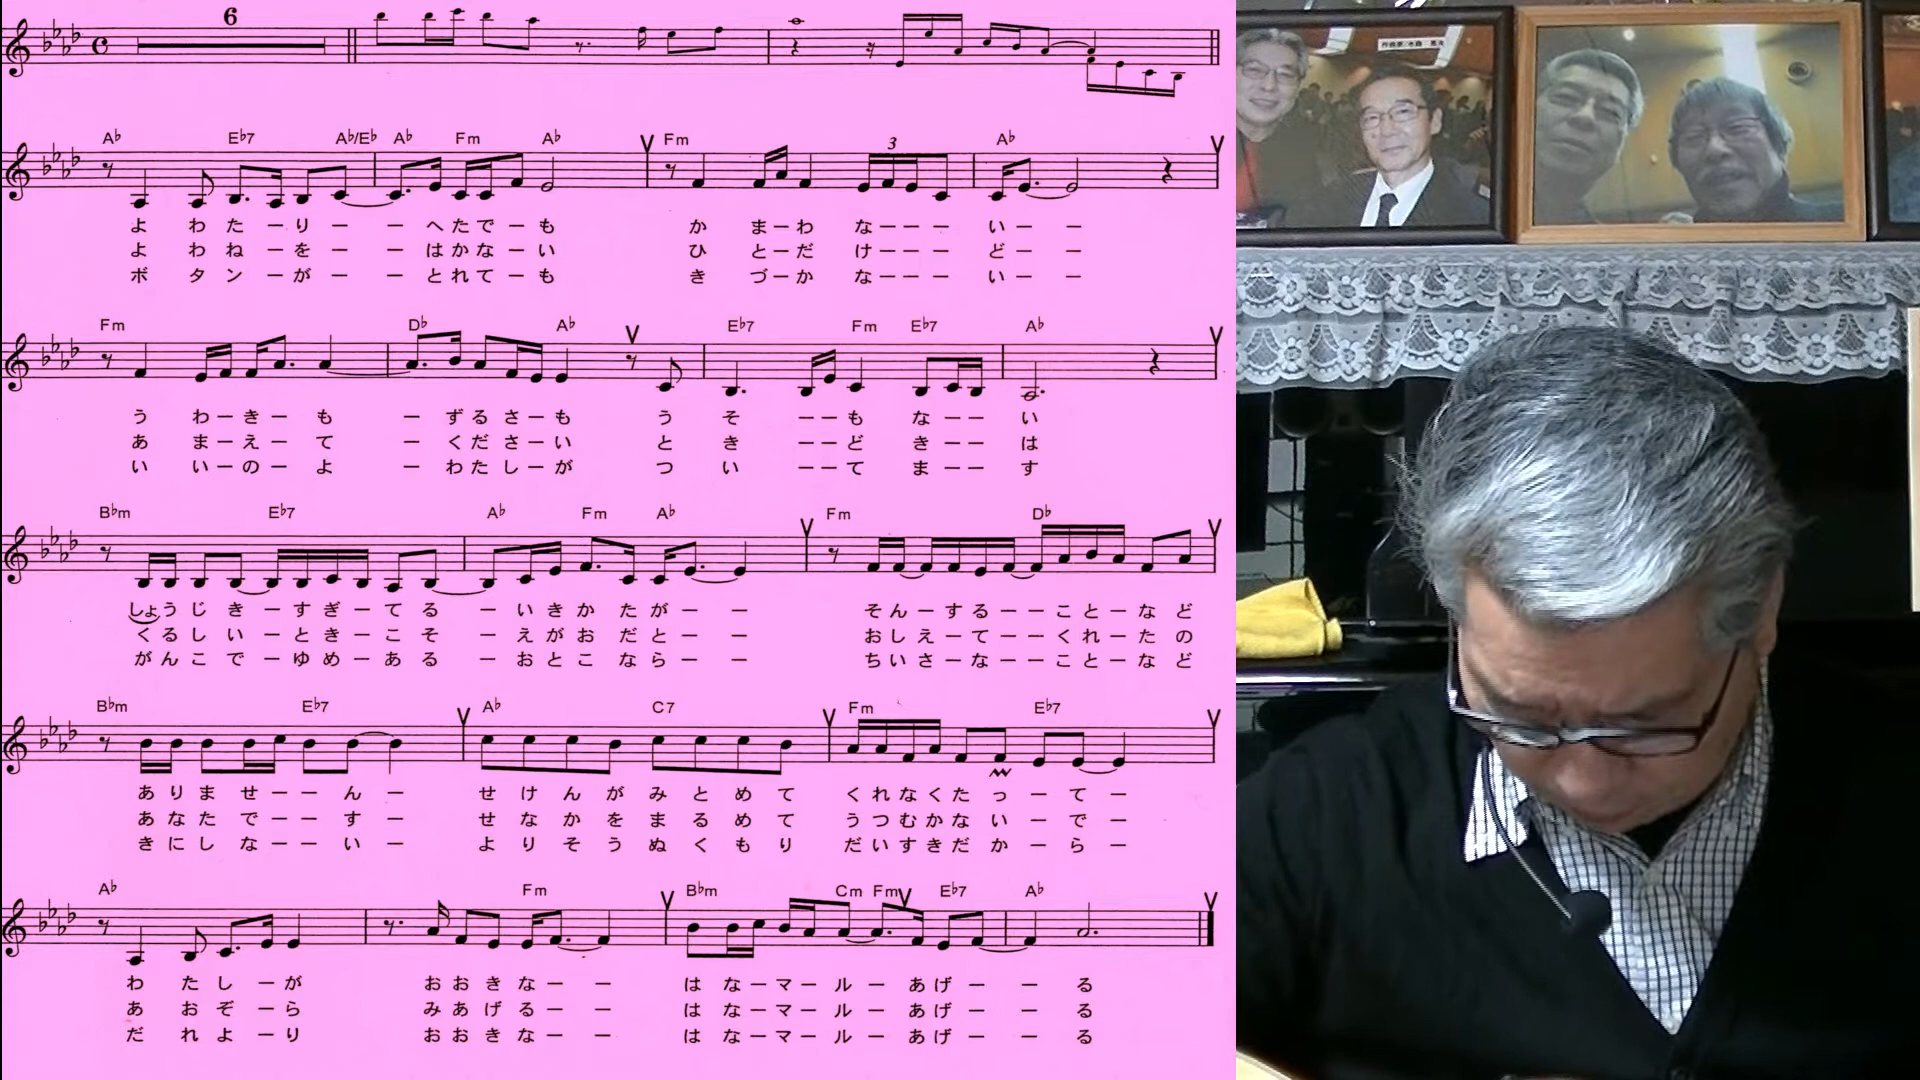 6
A♭ E♭7 A♭/E♭ A♭ Fm A♭ Fm A♭
3
よ わ た ー り ー ー へ た で ー も か ま ー わ な ー ー ー い ー ー
よ わ ね ー を ー ー は か な ー い ひ と ー だ け ー ー ー ど ー ー
ボ タ ン ー が ー ー と れ て ー も き づ ー か な ー ー ー い ー ー
Fm D♭ A♭ E♭7 Fm E♭7 A♭
う わ ー き ー も ー ず る さ ー も う そ ー ー も な ー ー い
あ ま ー え ー て ー く だ さ ー い と き ー ー ど き ー ー は
い い ー の ー よ ー わ た し ー が つ い ー ー て ま ー ー す
B♭m E♭7 A♭ Fm A♭ Fm D♭
しょ う じ き ー す ぎ ー て る ー い き か た が ー ー そ ん ー す る ー ー こ と ー な ど
く る し い ー と き ー こ そ ー え が お だ と ー ー お し え ー て ー ー く れ ー た の
が ん こ で ー ゆ め ー あ る ー お と こ な ら ー ー ち い さ ー な ー ー こ と ー な ど
B♭m E♭7 A♭ C7 Fm E♭7
あ り ま せ ー ー ん ー せ け ん が み と め て く れ な く た っ ー て ー
あ な た で ー ー す ー せ な か を ま る め て う つ む か な い ー で ー
き に し な ー ー い ー よ り そ う ぬ く も り だ い す き だ か ー ら ー
A♭ Fm B♭m Cm Fm E♭7 A♭
わ た し ー が お お き な ー ー は な ー マ ー ル ー あ げ ー ー る
あ お ぞ ー ら み あ げ る ー ー は な ー マ ー ル ー あ げ ー ー る
だ れ よ ー り お お き な ー ー は な ー マ ー ル ー あ げ ー ー る